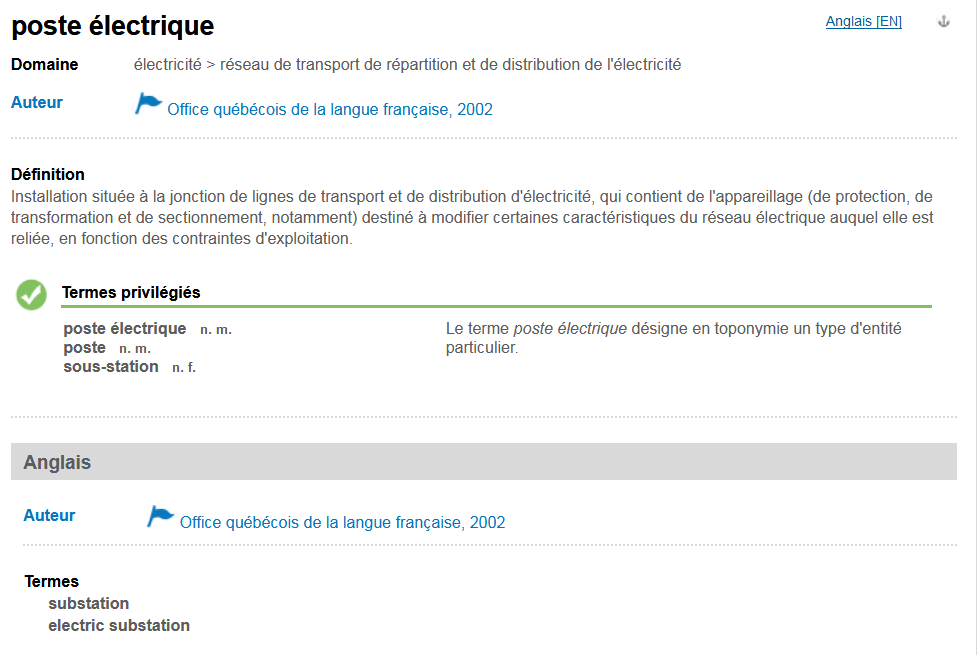 poste électrique
Anglais [EN]
Domaine électricité > réseau de transport de répartition et de distribution de l'électricité
Auteur Office québécois de la langue française, 2002
Définition
Installation située à la jonction de lignes de transport et de distribution d'électricité, qui contient de l'appareillage (de protection, de
transformation et de sectionnement, notamment) destiné à modifier certaines caractéristiques du réseau électrique auquel elle est
reliée, en fonction des contraintes d'exploitation.
Termes privilégiés
poste électrique n. m.
poste n. m.
sous-station n. f.
Le terme poste électrique désigne en toponymie un type d'entité
particulier.
Anglais
Auteur Office québécois de la langue française, 2002
Termes
substation
electric substation